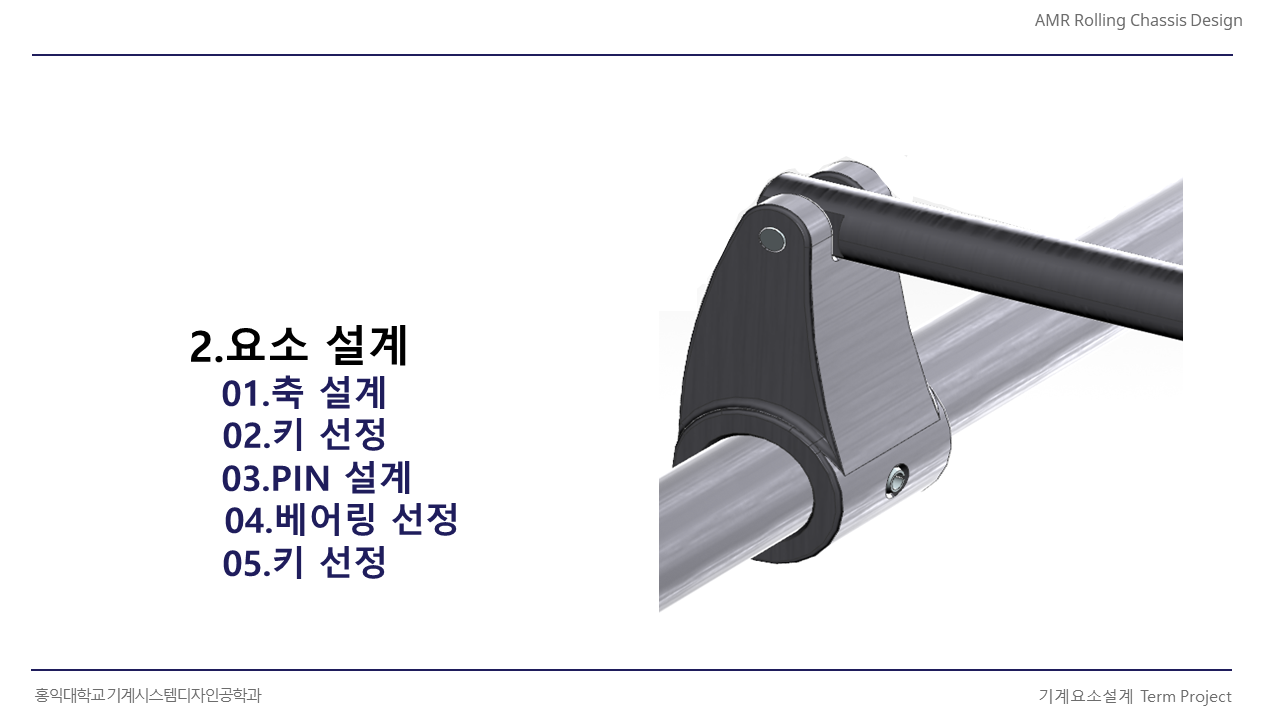 AMR Rolling Chassis Design
2.요소 설계
01.축 설계
02.키 선정
03.PIN 설계
04.베어링 선정
05.키 선정
홍익대학교기계시스템디자인공학과
기계요소설계 Term Project